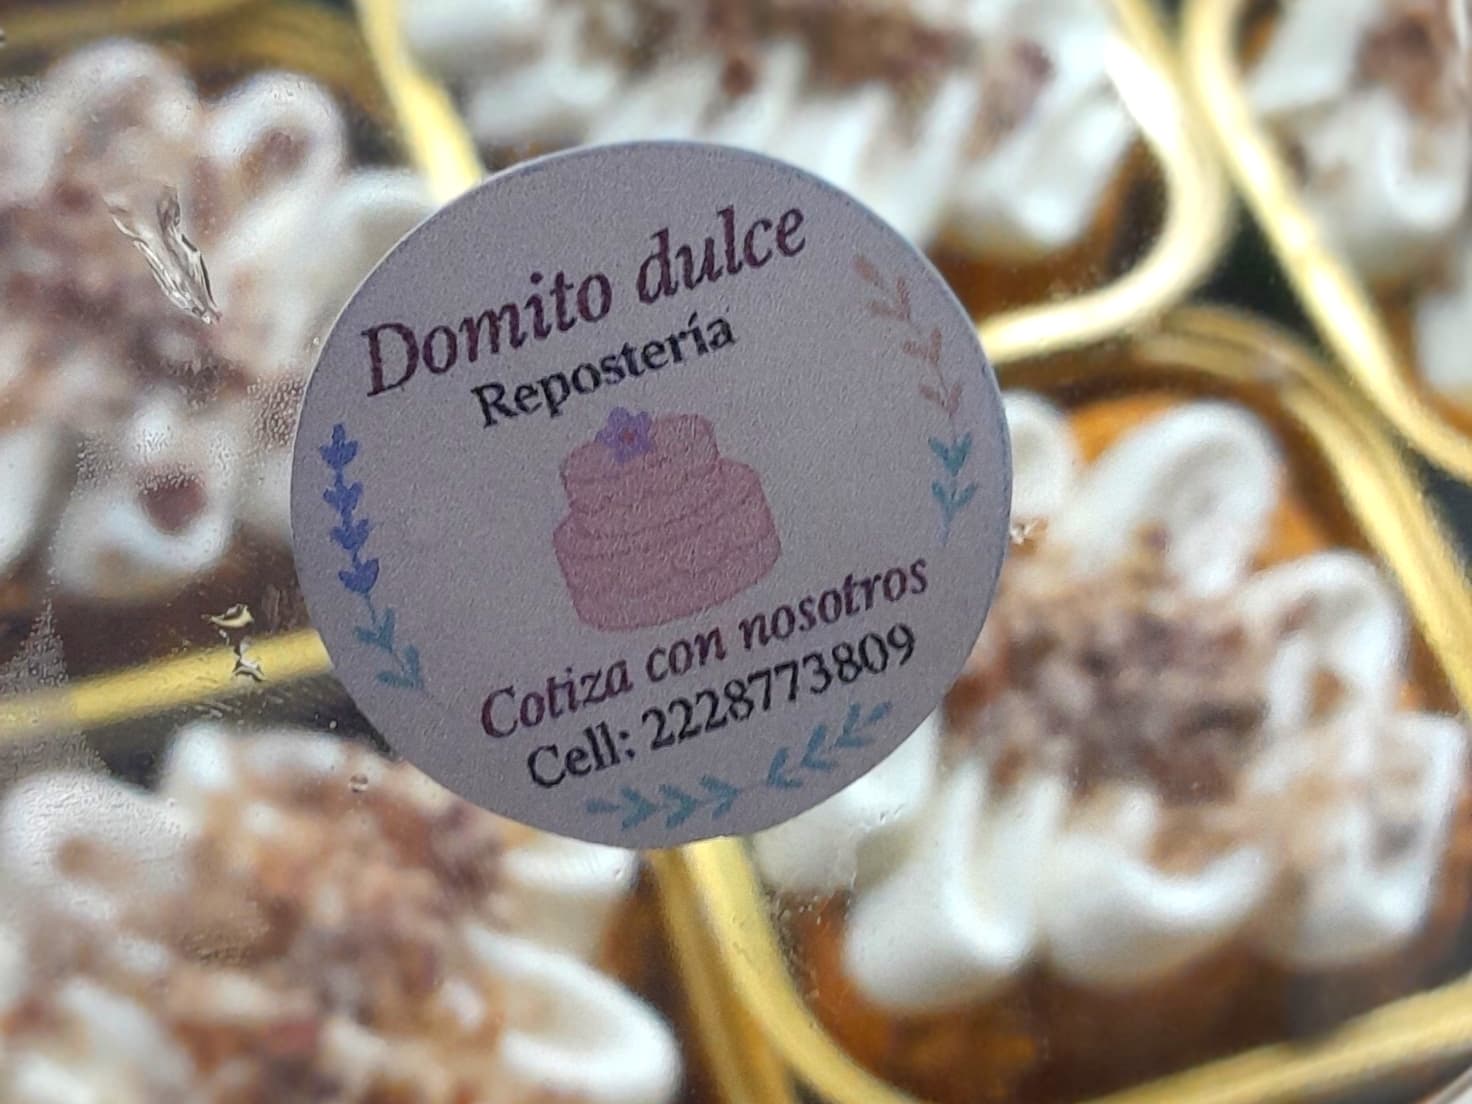 Domito dulce
Repostería
Cotiza con nosotros
Cell: 2228773809